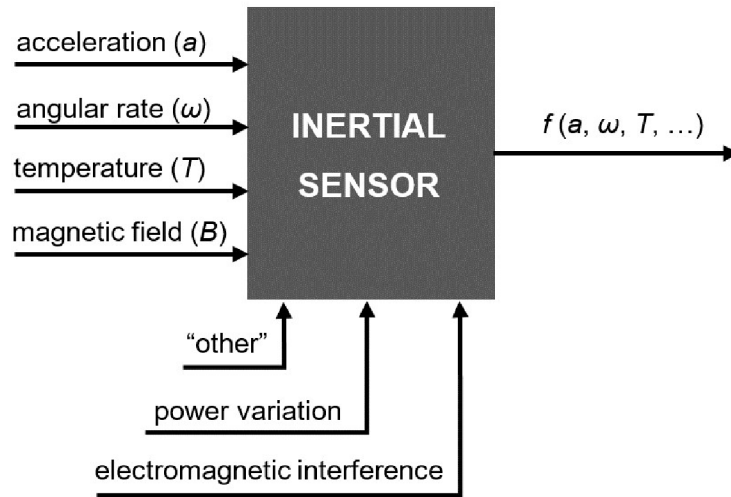 acceleration (a)
angular rate (ω)
temperature (T)
magnetic field (B)
INERTIAL
SENSOR
f (a, ω, T, …)
“other”
power variation
electromagnetic interference